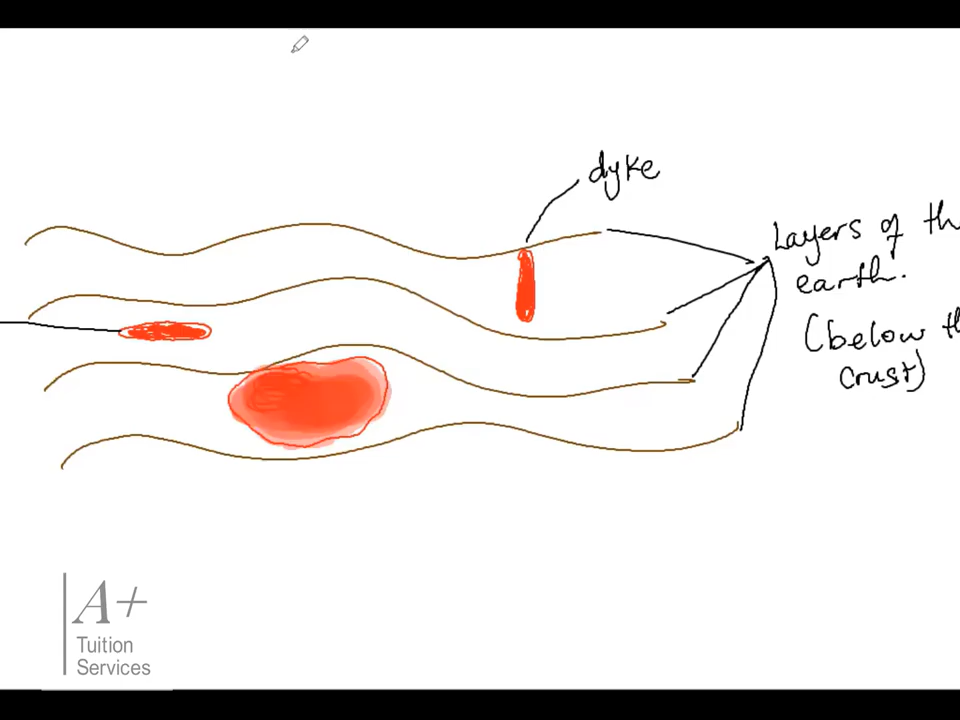 dyke
Layers of th
earth.
(below th
crust)
A+
Tuition
Services